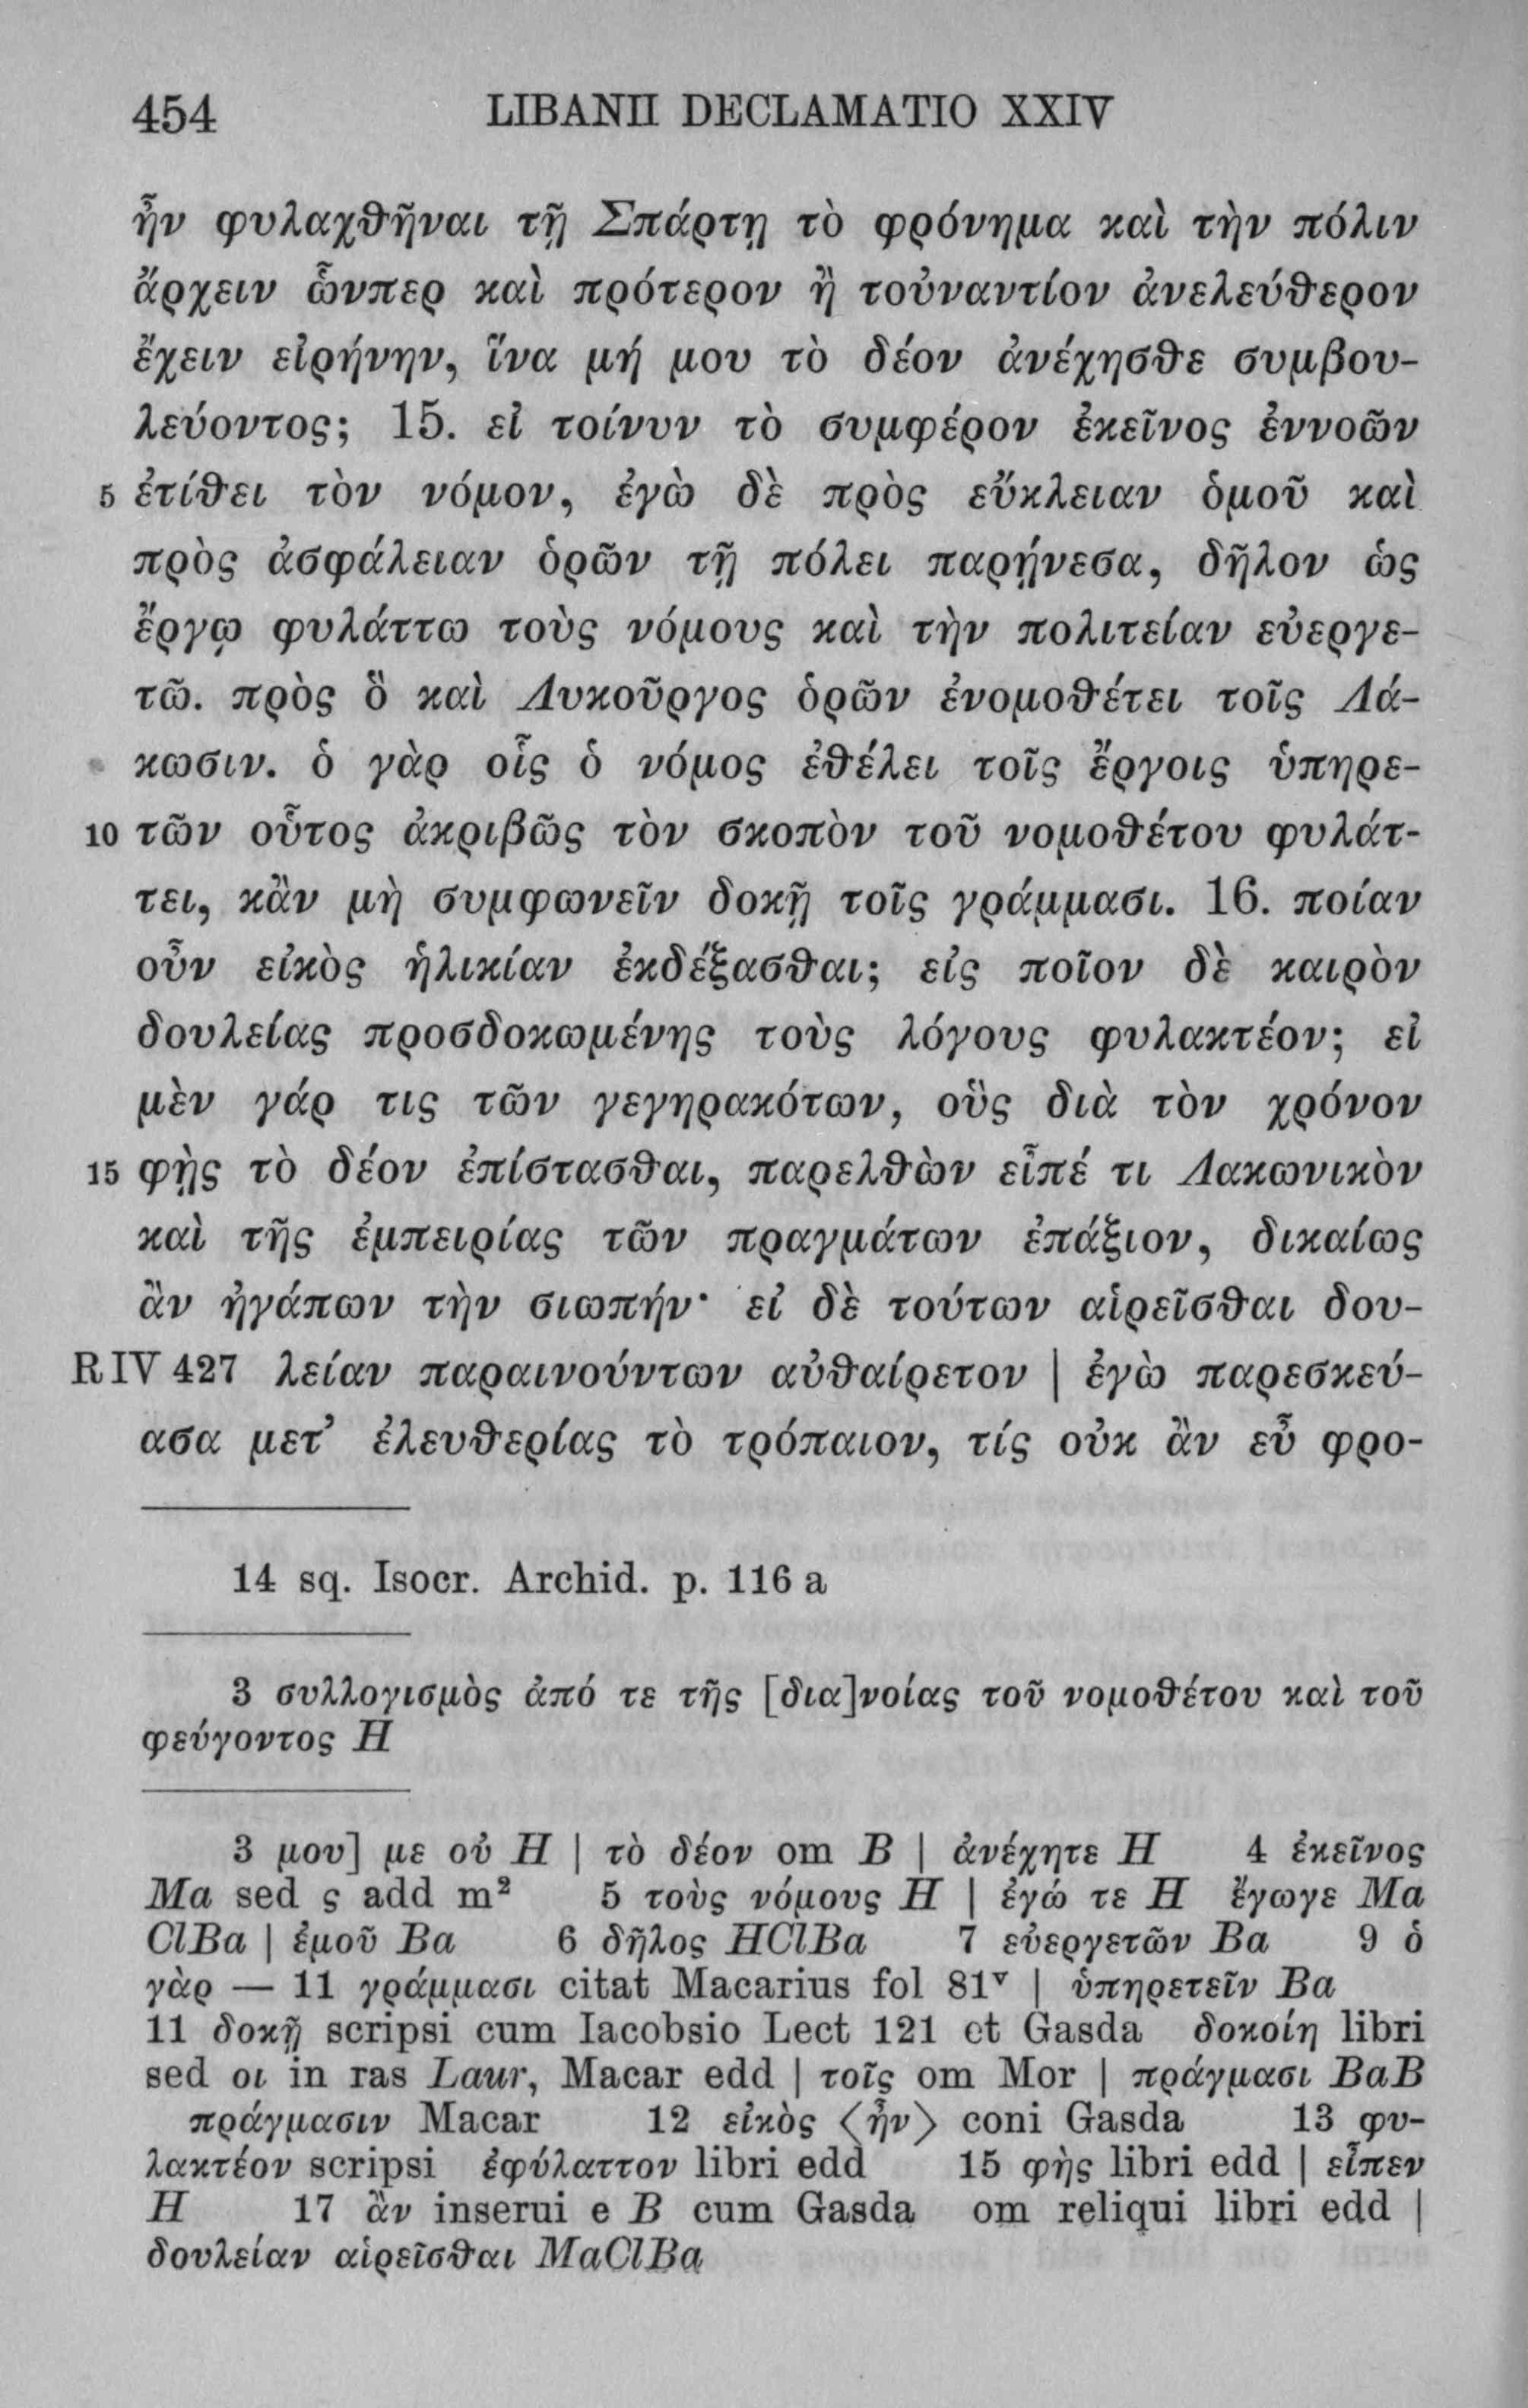 454 LIBANII DECLAMATIO XXIV
ἦν φυλαχθῆναι τῇ Σπάρτῃ τὸ φρόνημα καὶ τὴν πόλιν
ἄρχειν ὧνπερ καὶ πρότερον ἢ τοὐναντίον ἀνελεύθερον
ἔχειν εἰρήνην, ἵνα μή μου τὸ δέον ἀνέχησθε συμβου-
λεύοντος; 15. εἰ τοίνυν τὸ συμφέρον ἐκεῖνος ἐννοῶν
5 ἐτίθει τὸν νόμον, ἐγὼ δὲ πρὸς εὔκλειαν ὁμοῦ καὶ
πρὸς ἀσφάλειαν ὁρῶν τῇ πόλει παρῄνεσα, δῆλον ὡς
ἔργῳ φυλάττω τοὺς νόμους καὶ τὴν πολιτείαν εὐεργε-
τῶ. πρὸς ὃ καὶ Λυκοῦργος ὁρῶν ἐνομοθέτει τοῖς Λά-
κωσιν. ὁ γὰρ οἷς ὁ νόμος ἐθέλει τοῖς ἔργοις ὑπηρε-
10 τῶν οὗτος ἀκριβῶς τὸν σκοπὸν τοῦ νομοθέτου φυλάτ-
τει, κἂν μὴ συμφωνεῖν δοκῇ τοῖς γράμμασι. 16. ποίαν
οὖν εἰκὸς ἡλικίαν ἐκδέξασθαι; εἰς ποῖον δὲ καιρὸν
δουλείας προσδοκωμένης τοὺς λόγους φυλακτέον; εἰ
μὲν γάρ τις τῶν γεγηρακότων, οὓς διὰ τὸν χρόνον
15 φῂς τὸ δέον ἐπίστασθαι, παρελθὼν εἶπέ τι Λακωνικὸν
καὶ τῆς ἐμπειρίας τῶν πραγμάτων ἐπάξιον, δικαίως
ἂν ἠγάπων τὴν σιωπήν· εἰ δὲ τούτων αἱρεῖσθαι δου-
R IV 427 λείαν παραινούντων αὐθαίρετον | ἐγὼ παρεσκεύ-
ασα μετ’ ἐλευθερίας τὸ τρόπαιον, τίς οὐκ ἂν εὖ φρο-
14 sq. Isocr. Archid. p. 116 a
3 συλλογισμὸς ἀπό τε τῆς [δια]νοίας τοῦ νομοθέτου καὶ τοῦ
φεύγοντος H
3 μου] με οὐ H | τὸ δέον om B | ἀνέχητε H 4 ἐκεῖνος
Ma sed ς add m² 5 τοὺς νόμους H | ἐγώ τε H ἔγωγε Ma
ClBa | ἐμοῦ Ba 6 δῆλος HClBa 7 εὐεργετῶν Ba 9 ὁ
γὰρ — 11 γράμμασι citat Macarius fol 81ᵛ | ὑπηρετεῖν Ba
11 δοκῇ scripsi cum Iacobsio Lect 121 et Gasda δοκοίη libri
sed οι in ras Laur, Macar edd | τοῖς om Mor | πράγμασι BaB
πράγμασιν Macar 12 εἰκὸς ⟨ἦν⟩ coni Gasda 13 φυ-
λακτέον scripsi ἐφύλαττον libri edd 15 φὴς libri edd | εἶπεν
H 17 ἂν inserui e B cum Gasda om reliqui libri edd |
δουλείαν αἱρεῖσθαι MaClBa